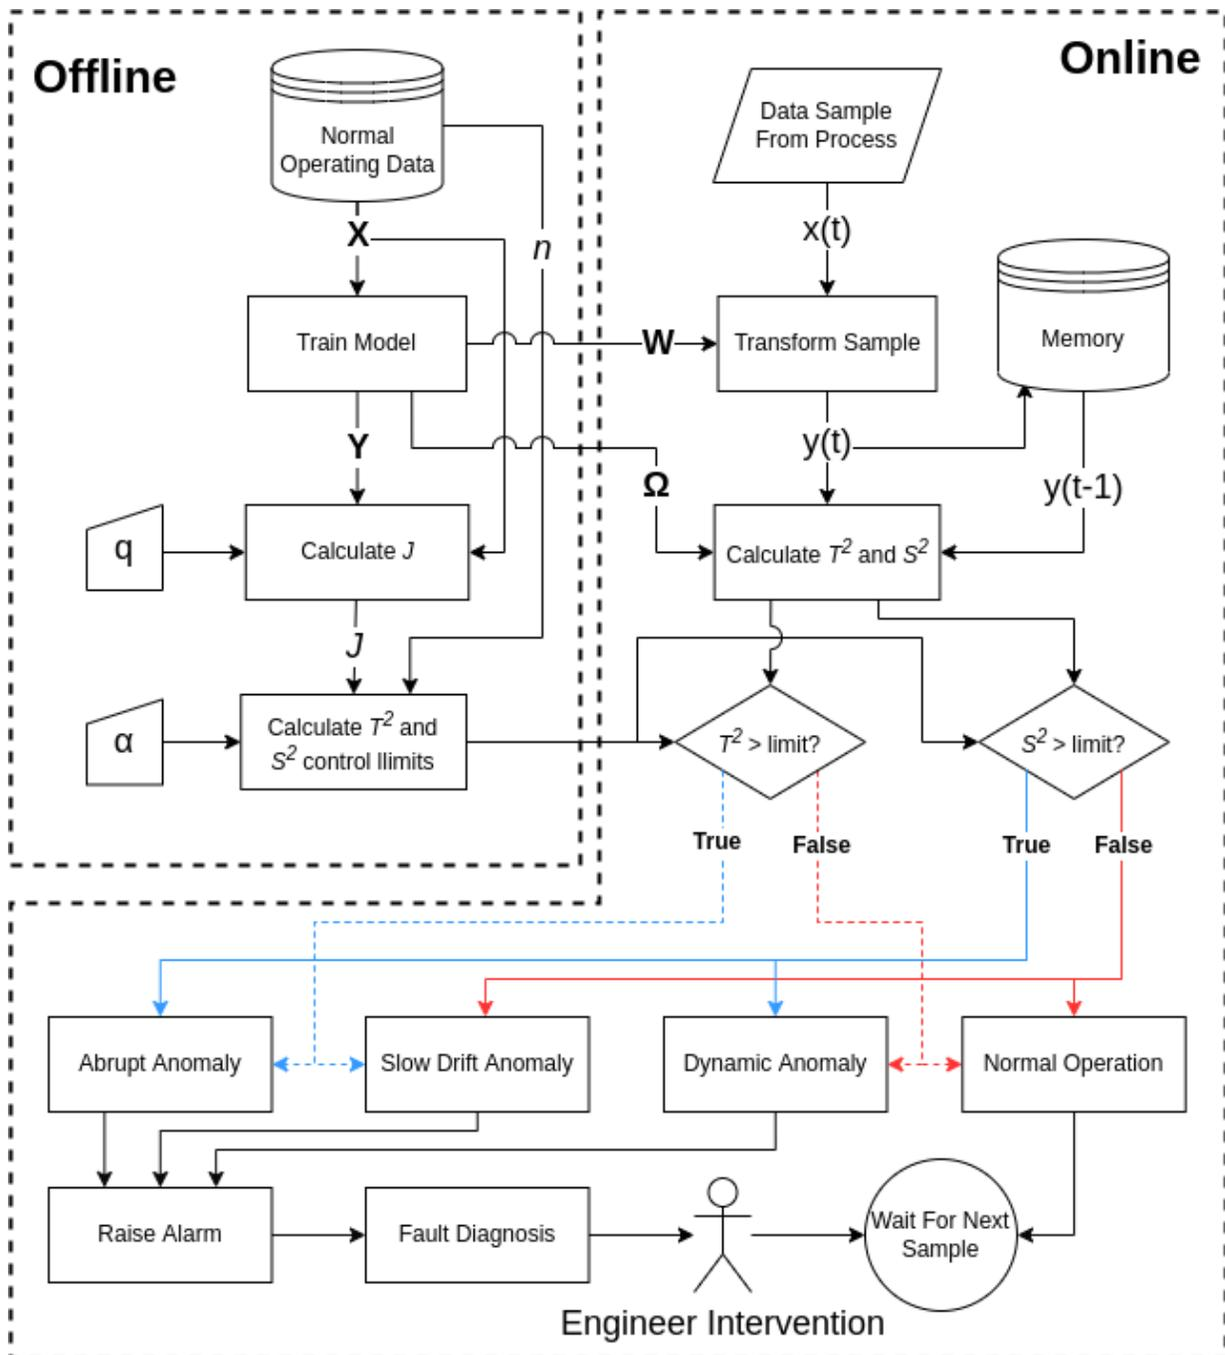 Offline
Online
Normal
Operating Data
Data Sample
From Process
X
n
x(t)
Train Model
W
Transform Sample
Memory
Y
Ω
y(t)
y(t-1)
q
Calculate J
Calculate T² and S²
J
α
Calculate T² and
S² control llimits
T² > limit?
S² > limit?
True
False
True
False
Abrupt Anomaly
Slow Drift Anomaly
Dynamic Anomaly
Normal Operation
Raise Alarm
Fault Diagnosis
Wait For Next
Sample
Engineer Intervention